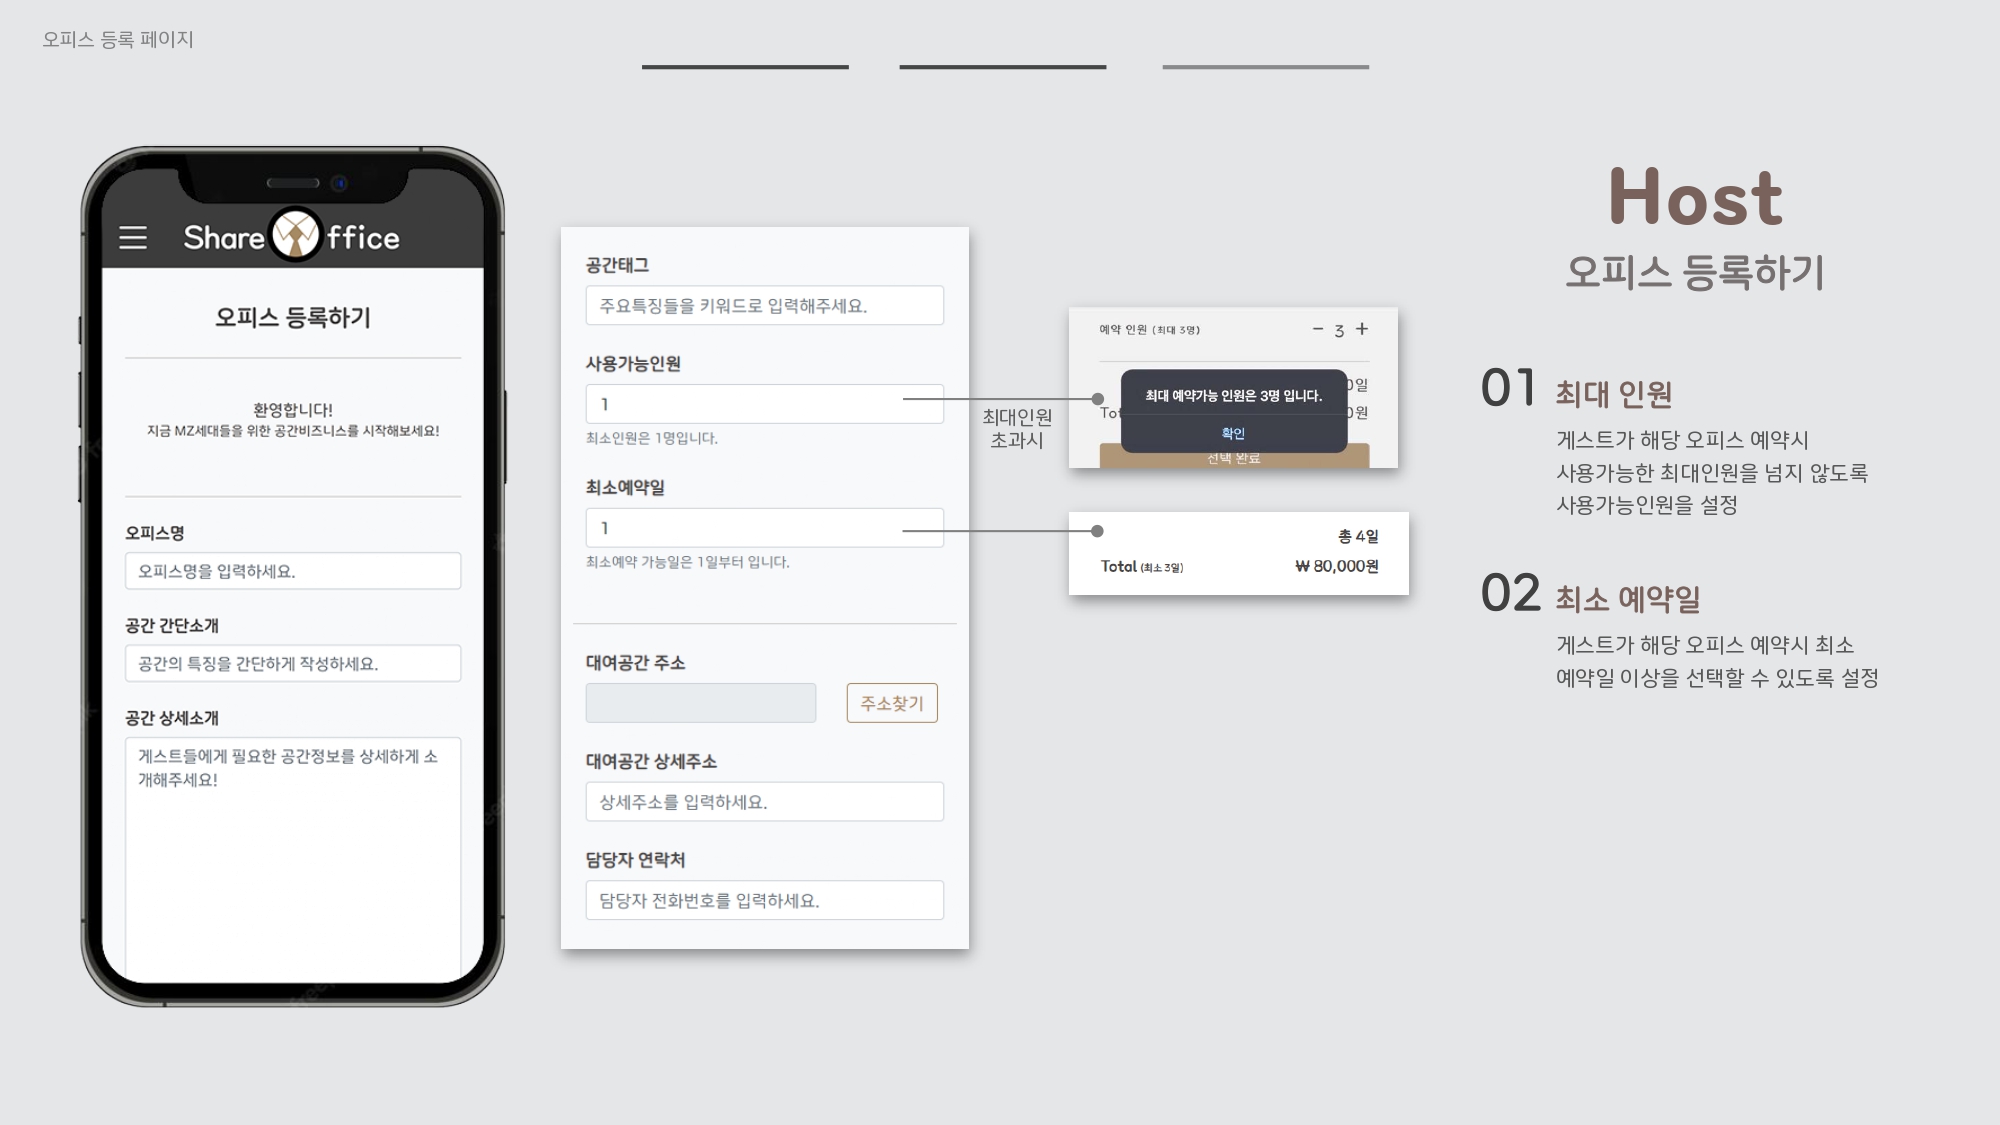 오피스 등록 페이지
Share ffice
오피스 등록하기
환영합니다!
지금 MZ세대들을 위한 공간비즈니스를 시작해보세요!
오피스명
오피스명을 입력하세요.
공간 간단소개
공간의 특징을 간단하게 작성하세요.
공간 상세소개
게스트들에게 필요한 공간정보를 상세하게 소
개해주세요!
공간태그
주요특징들을 키워드로 입력해주세요.
사용가능인원
1
최소인원은 1명입니다.
최소예약일
1
최소예약 가능일은 1일부터 입니다.
대여공간 주소
주소찾기
대여공간 상세주소
상세주소를 입력하세요.
담당자 연락처
담당자 전화번호를 입력하세요.
최대인원
초과시
예약 인원 (최대 3명) − 3 +
0일
Tot 0원
최대 예약가능 인원은 3명 입니다.
확인
선택 완료
총 4일
Total (최소 3일) ₩ 80,000원
Host
오피스 등록하기
01 최대 인원
게스트가 해당 오피스 예약시
사용가능한 최대인원을 넘지 않도록
사용가능인원을 설정
02 최소 예약일
게스트가 해당 오피스 예약시 최소
예약일 이상을 선택할 수 있도록 설정